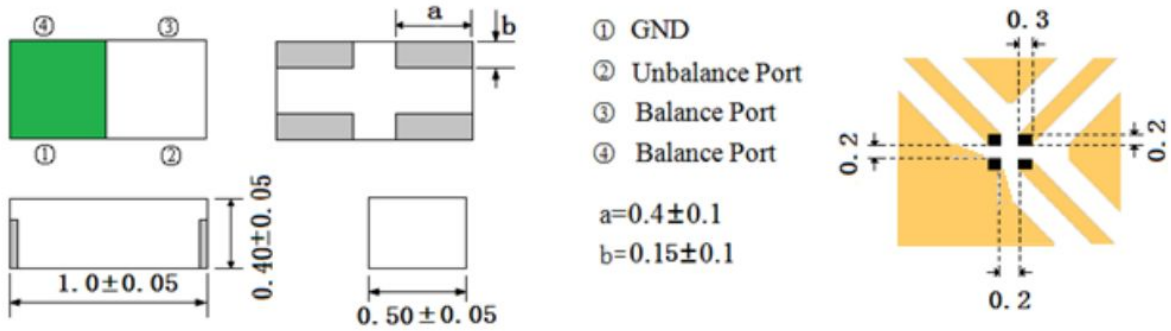 ④ ③
① ②
a
b
1.0±0.05
0.40±0.05
0.50±0.05
① GND
② Unbalance Port
③ Balance Port
④ Balance Port
a=0.4±0.1
b=0.15±0.1
0.3
0.2
0.2
0.2